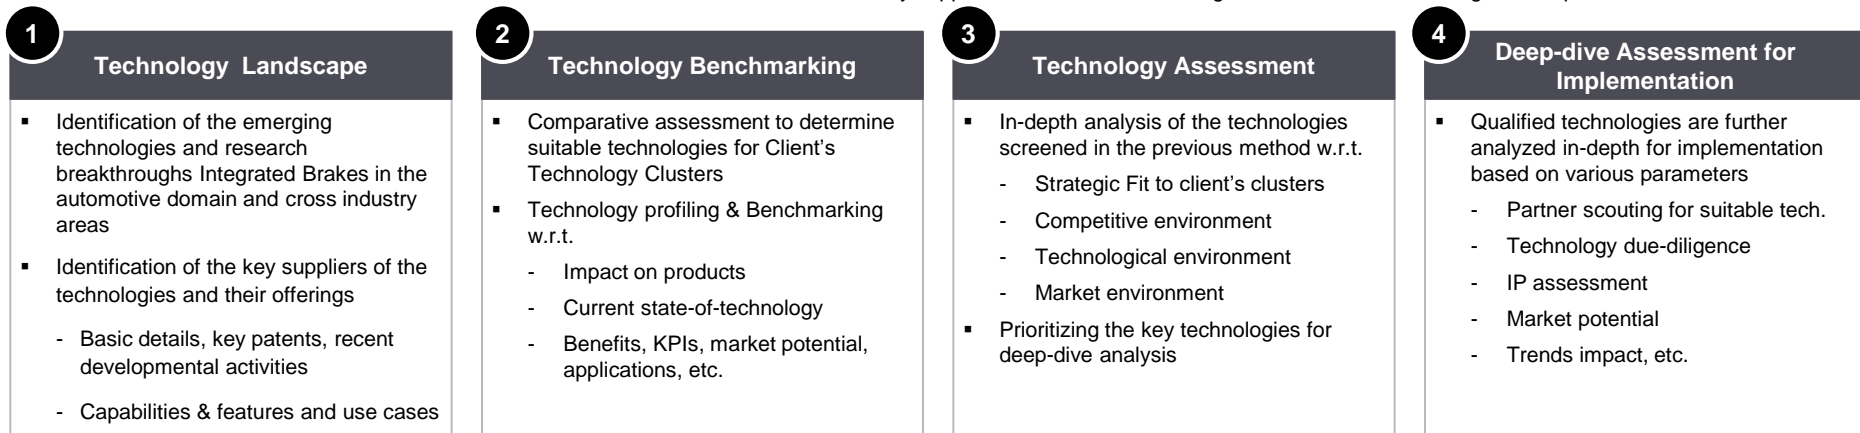 1
Technology Landscape
Identification of the emerging
technologies and research
breakthroughs Integrated Brakes in the
automotive domain and cross industry
areas
Identification of the key suppliers of the
technologies and their offerings
- Basic details, key patents, recent
developmental activities
- Capabilities & features and use cases
2
Technology Benchmarking
Comparative assessment to determine
suitable technologies for Client’s
Technology Clusters
Technology profiling & Benchmarking
w.r.t.
- Impact on products
- Current state-of-technology
- Benefits, KPIs, market potential,
applications, etc.
3
Technology Assessment
In-depth analysis of the technologies
screened in the previous method w.r.t.
- Strategic Fit to client’s clusters
- Competitive environment
- Technological environment
- Market environment
Prioritizing the key technologies for
deep-dive analysis
4
Deep-dive Assessment for
Implementation
Qualified technologies are further
analyzed in-depth for implementation
based on various parameters
- Partner scouting for suitable tech.
- Technology due-diligence
- IP assessment
- Market potential
- Trends impact, etc.